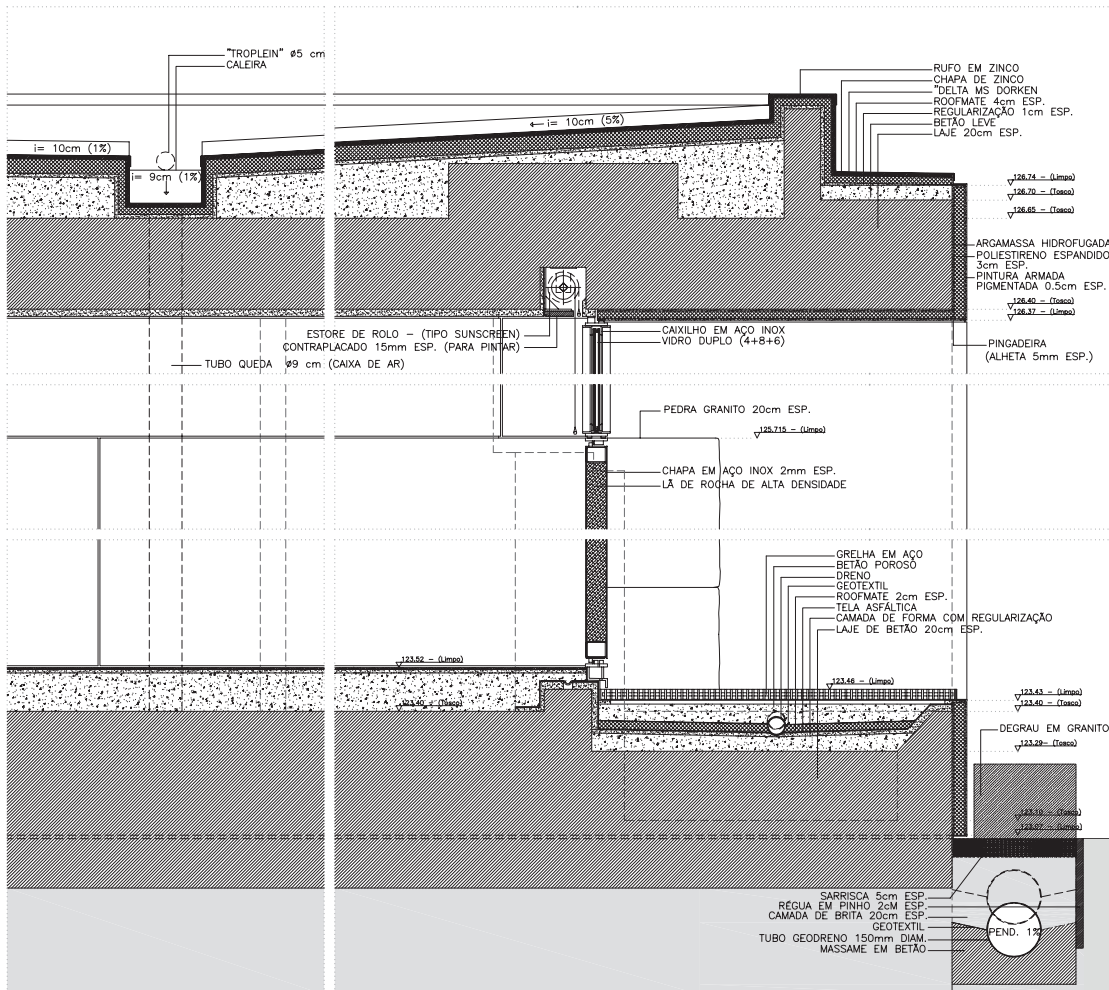 "TROPLEIN" ø5 cm
CALEIRA
RUFO EM ZINCO
CHAPA DE ZINCO
"DELTA MS DORKEN
ROOFMATE 4cm ESP.
REGULARIZAÇÃO 1cm ESP.
BETÃO LEVE
LAJE 20cm ESP.
i= 10cm (5%)
i= 10cm (1%)
i= 9cm (1%)
126.74 - (Limpo)
126.70 - (Tosco)
126.65 - (Tosco)
ARGAMASSA HIDROFUGADA
POLIESTIRENO ESPANDIDO
3cm ESP.
PINTURA ARMADA
PIGMENTADA 0.5cm ESP.
126.40 - (Tosco)
126.37 - (Limpo)
ESTORE DE ROLO - (TIPO SUNSCREEN)
CONTRAPLACADO 15mm ESP. (PARA PINTAR)
TUBO QUEDA ø9 cm (CAIXA DE AR)
CAIXILHO EM AÇO INOX
VIDRO DUPLO (4+8+6)
PINGADEIRA
(ALHETA 5mm ESP.)
PEDRA GRANITO 20cm ESP.
125.715 - (Limpo)
CHAPA EM AÇO INOX 2mm ESP.
LÃ DE ROCHA DE ALTA DENSIDADE
GRELHA EM AÇO
BETÃO POROSO
DRENO
GEOTEXTIL
ROOFMATE 2cm ESP.
TELA ASFÁLTICA
CAMADA DE FORMA COM REGULARIZAÇÃO
LAJE DE BETÃO 20cm ESP.
123.52 - (Limpo)
123.46 - (Limpo)
123.40 - (Tosco)
123.43 - (Limpo)
123.40 - (Tosco)
DEGRAU EM GRANITO
123.29- (Tosco)
123.10 - (Tosco)
123.07 - (Limpo)
SARRISCA 5cm ESP.
RÉGUA EM PINHO 2cM ESP.
CAMADA DE BRITA 20cm ESP.
GEOTEXTIL
TUBO GEODRENO 150mm DIAM.
MASSAME EM BETÃO
PEND. 1%